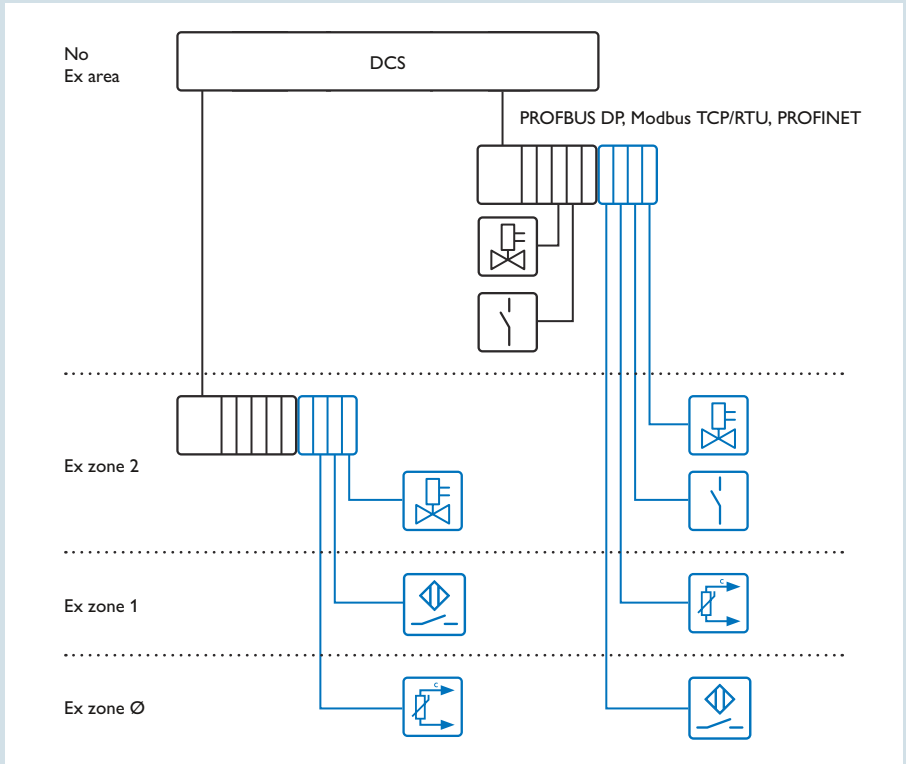 No
Ex area
DCS
PROFBUS DP, Modbus TCP/RTU, PROFINET
Ex zone 2
Ex zone 1
c
Ex zone Ø
c